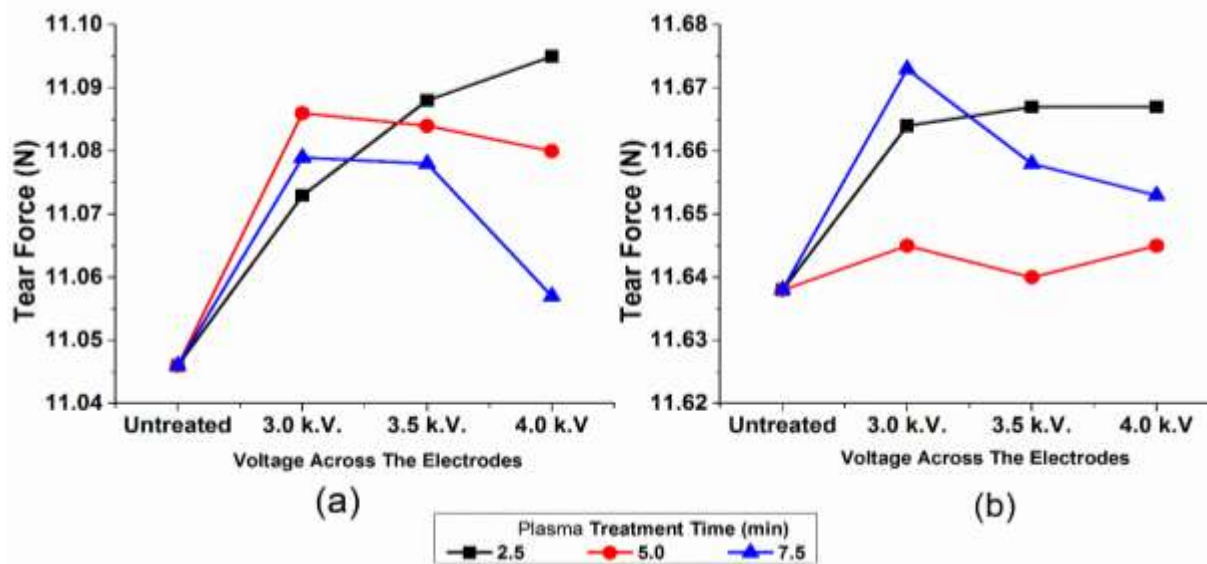 11.10
11.09
11.08
11.07
11.06
11.05
11.04
Tear Force (N)
Untreated 3.0 k.V. 3.5 k.V. 4.0 k.V
Voltage Across The Electrodes
(a)
11.68
11.67
11.66
11.65
11.64
11.63
11.62
Tear Force (N)
Untreated 3.0 k.V. 3.5 k.V. 4.0 k.V
Voltage Across The Electrodes
(b)
Plasma Treatment Time (min)
2.5 5.0 7.5